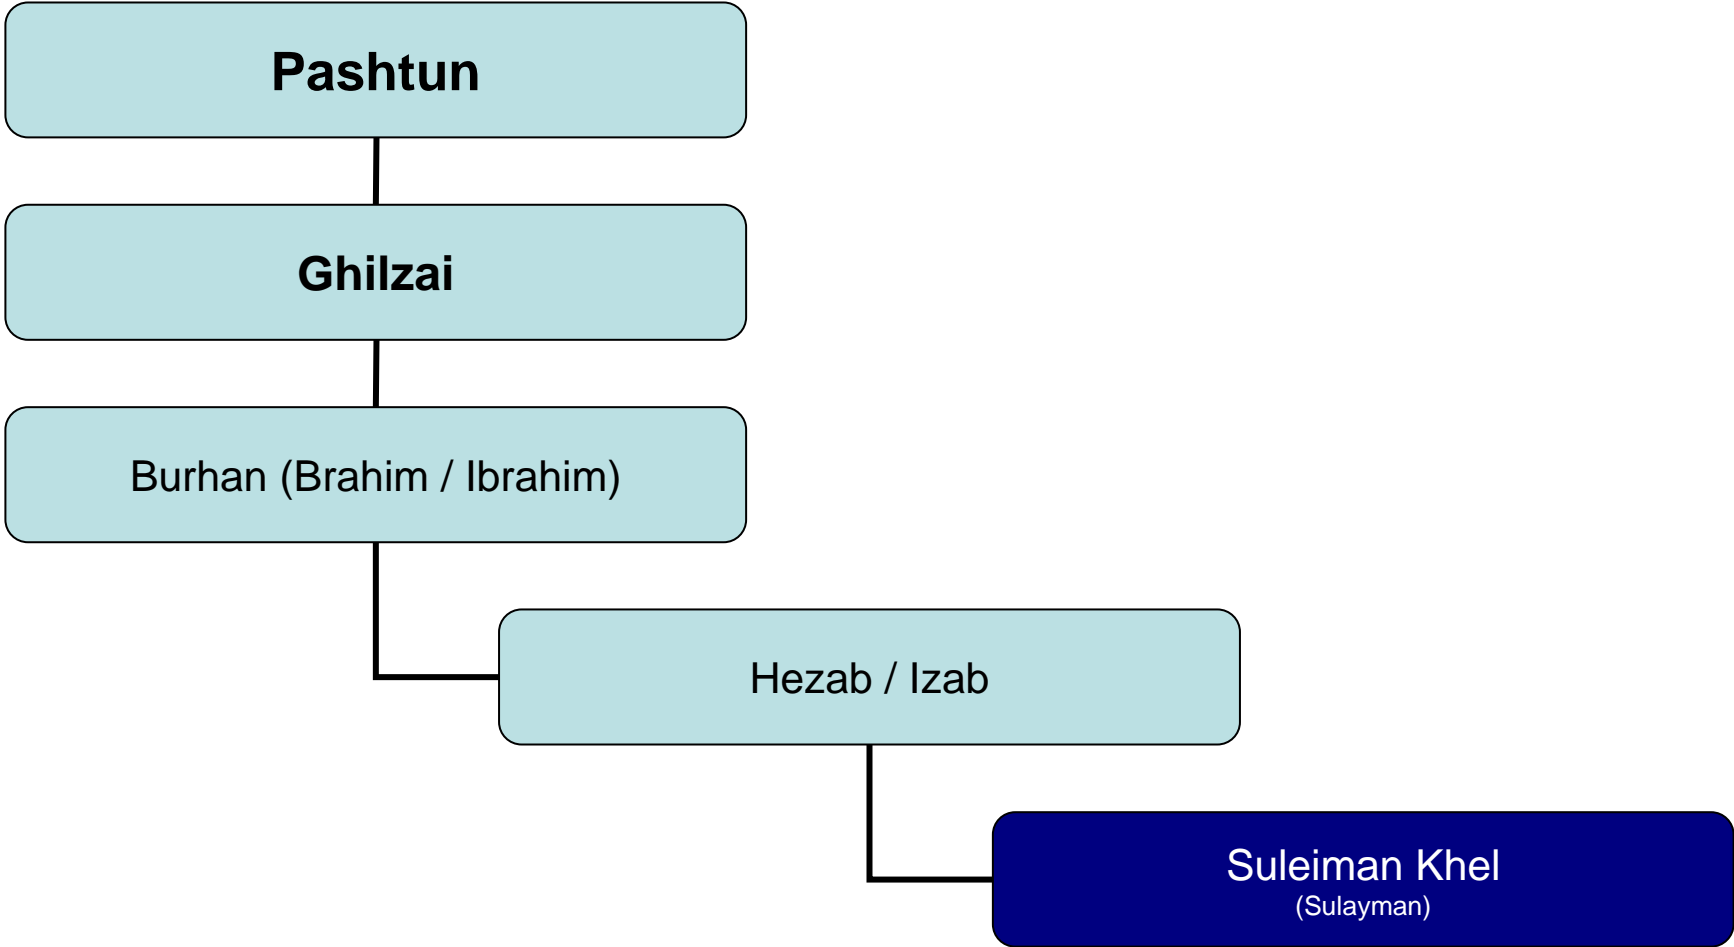 Pashtun
Ghilzai
Burhan (Brahim / Ibrahim)
Hezab / Izab
Suleiman Khel
(Sulayman)